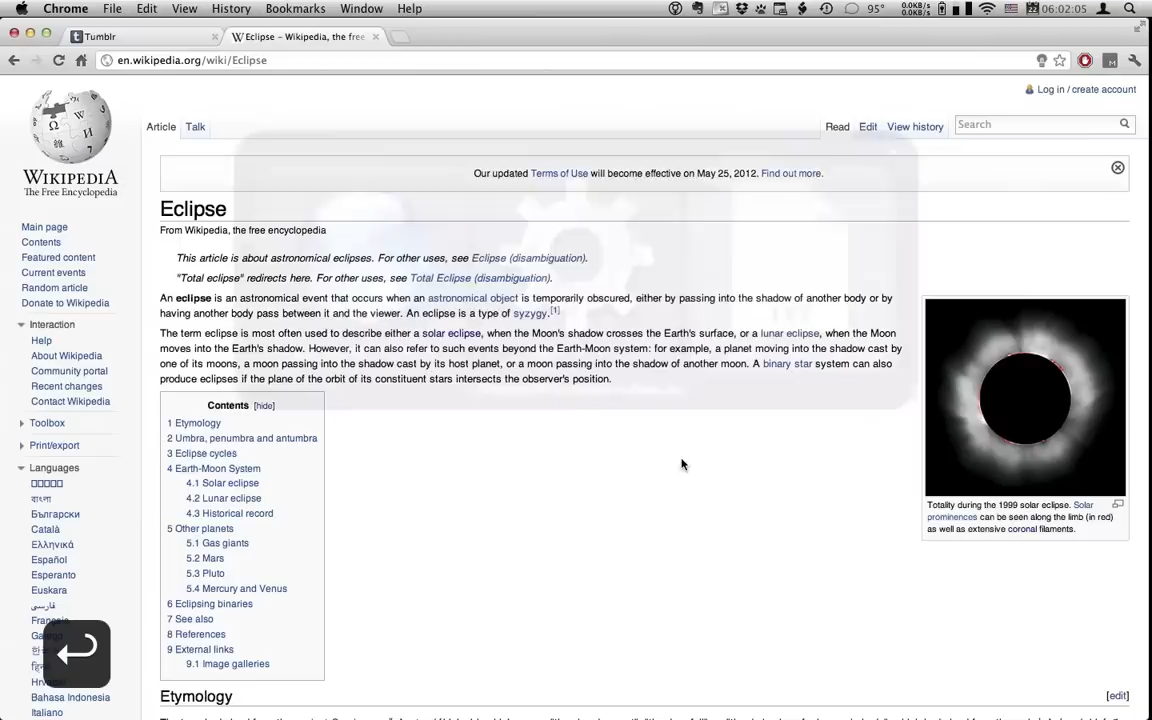 Chrome File Edit View History Bookmarks Window Help 95° 0.0KB/s 0.0KB/s 06:02:05
Tumblr Eclipse – Wikipedia, the free
en.wikipedia.org/wiki/Eclipse
Log in / create account
Article Talk Read Edit View history Search
WIKIPEDIA
The Free Encyclopedia
Our updated Terms of Use will become effective on May 25, 2012. Find out more.
Eclipse
From Wikipedia, the free encyclopedia
This article is about astronomical eclipses. For other uses, see Eclipse (disambiguation).
"Total eclipse" redirects here. For other uses, see Total Eclipse (disambiguation).
An eclipse is an astronomical event that occurs when an astronomical object is temporarily obscured, either by passing into the shadow of another body or by
having another body pass between it and the viewer. An eclipse is a type of syzygy.[1]
The term eclipse is most often used to describe either a solar eclipse, when the Moon's shadow crosses the Earth's surface, or a lunar eclipse, when the Moon
moves into the Earth's shadow. However, it can also refer to such events beyond the Earth-Moon system: for example, a planet moving into the shadow cast by
one of its moons, a moon passing into the shadow cast by its host planet, or a moon passing into the shadow of another moon. A binary star system can also
produce eclipses if the plane of the orbit of its constituent stars intersects the observer's position.
Contents [hide]
1 Etymology
2 Umbra, penumbra and antumbra
3 Eclipse cycles
4 Earth-Moon System
4.1 Solar eclipse
4.2 Lunar eclipse
4.3 Historical record
5 Other planets
5.1 Gas giants
5.2 Mars
5.3 Pluto
5.4 Mercury and Venus
6 Eclipsing binaries
7 See also
8 References
9 External links
9.1 Image galleries
Totality during the 1999 solar eclipse. Solar
prominences can be seen along the limb (in red)
as well as extensive coronal filaments.
Etymology [edit]
Main page
Contents
Featured content
Current events
Random article
Donate to Wikipedia
Interaction
Help
About Wikipedia
Community portal
Recent changes
Contact Wikipedia
Toolbox
Print/export
Languages
বাংলা
Беларускі
Català
Ελληνικά
Español
Esperanto
Euskara
فارسی
Bahasa Indonesia
Italiano